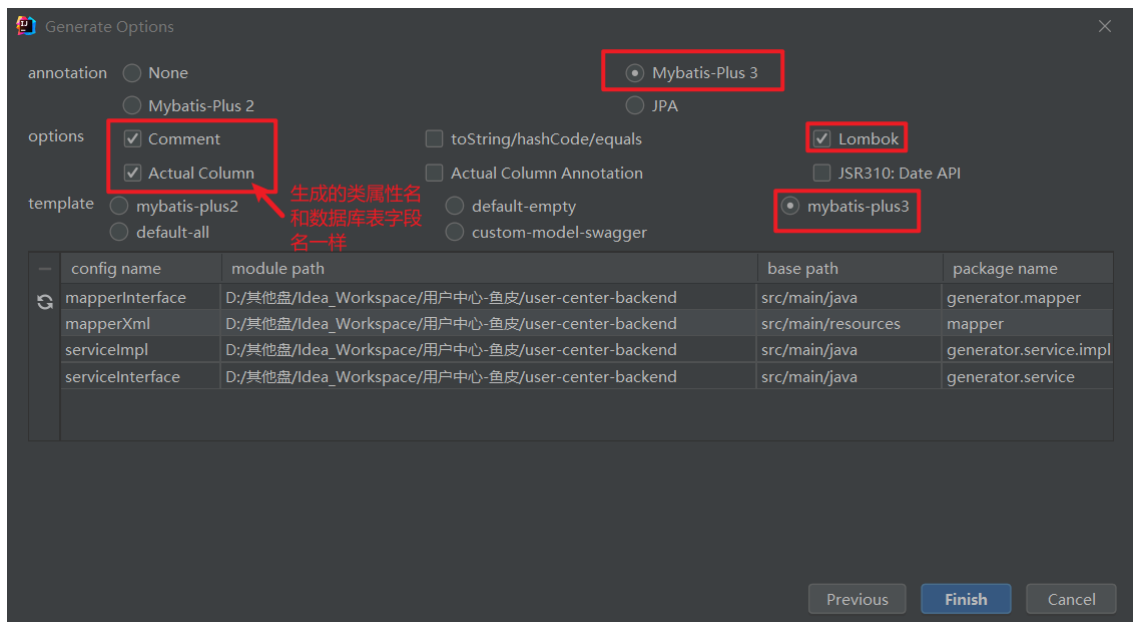 Generate Options
annotation None Mybatis-Plus 3
Mybatis-Plus 2 JPA
options Comment toString/hashCode/equals Lombok
Actual Column Actual Column Annotation JSR310: Date API
生成的类属性名
和数据库表字段
名一样
template mybatis-plus2 default-empty mybatis-plus3
default-all custom-model-swagger
config name module path base path package name
mapperInterface D:/其他盘/Idea_Workspace/用户中心-鱼皮/user-center-backend src/main/java generator.mapper
mapperXml D:/其他盘/Idea_Workspace/用户中心-鱼皮/user-center-backend src/main/resources mapper
serviceImpl D:/其他盘/Idea_Workspace/用户中心-鱼皮/user-center-backend src/main/java generator.service.impl
serviceInterface D:/其他盘/Idea_Workspace/用户中心-鱼皮/user-center-backend src/main/java generator.service
Previous Finish Cancel